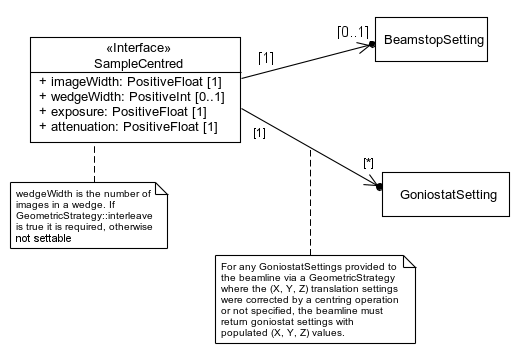 «Interface»
SampleCentred
+ imageWidth: PositiveFloat [1]
+ wedgeWidth: PositiveInt [0..1]
+ exposure: PositiveFloat [1]
+ attenuation: PositiveFloat [1]
[1]
[0..1]
BeamstopSetting
[1]
[*]
GoniostatSetting
wedgeWidth is the number of
images in a wedge. If
GeometricStrategy::interleave
is true it is required, otherwise
not settable
For any GoniostatSettings provided to
the beamline via a GeometricStrategy
where the (X, Y, Z) translation settings
were corrected by a centring operation
or not specified, the beamline must
return goniostat settings with
populated (X, Y, Z) values.